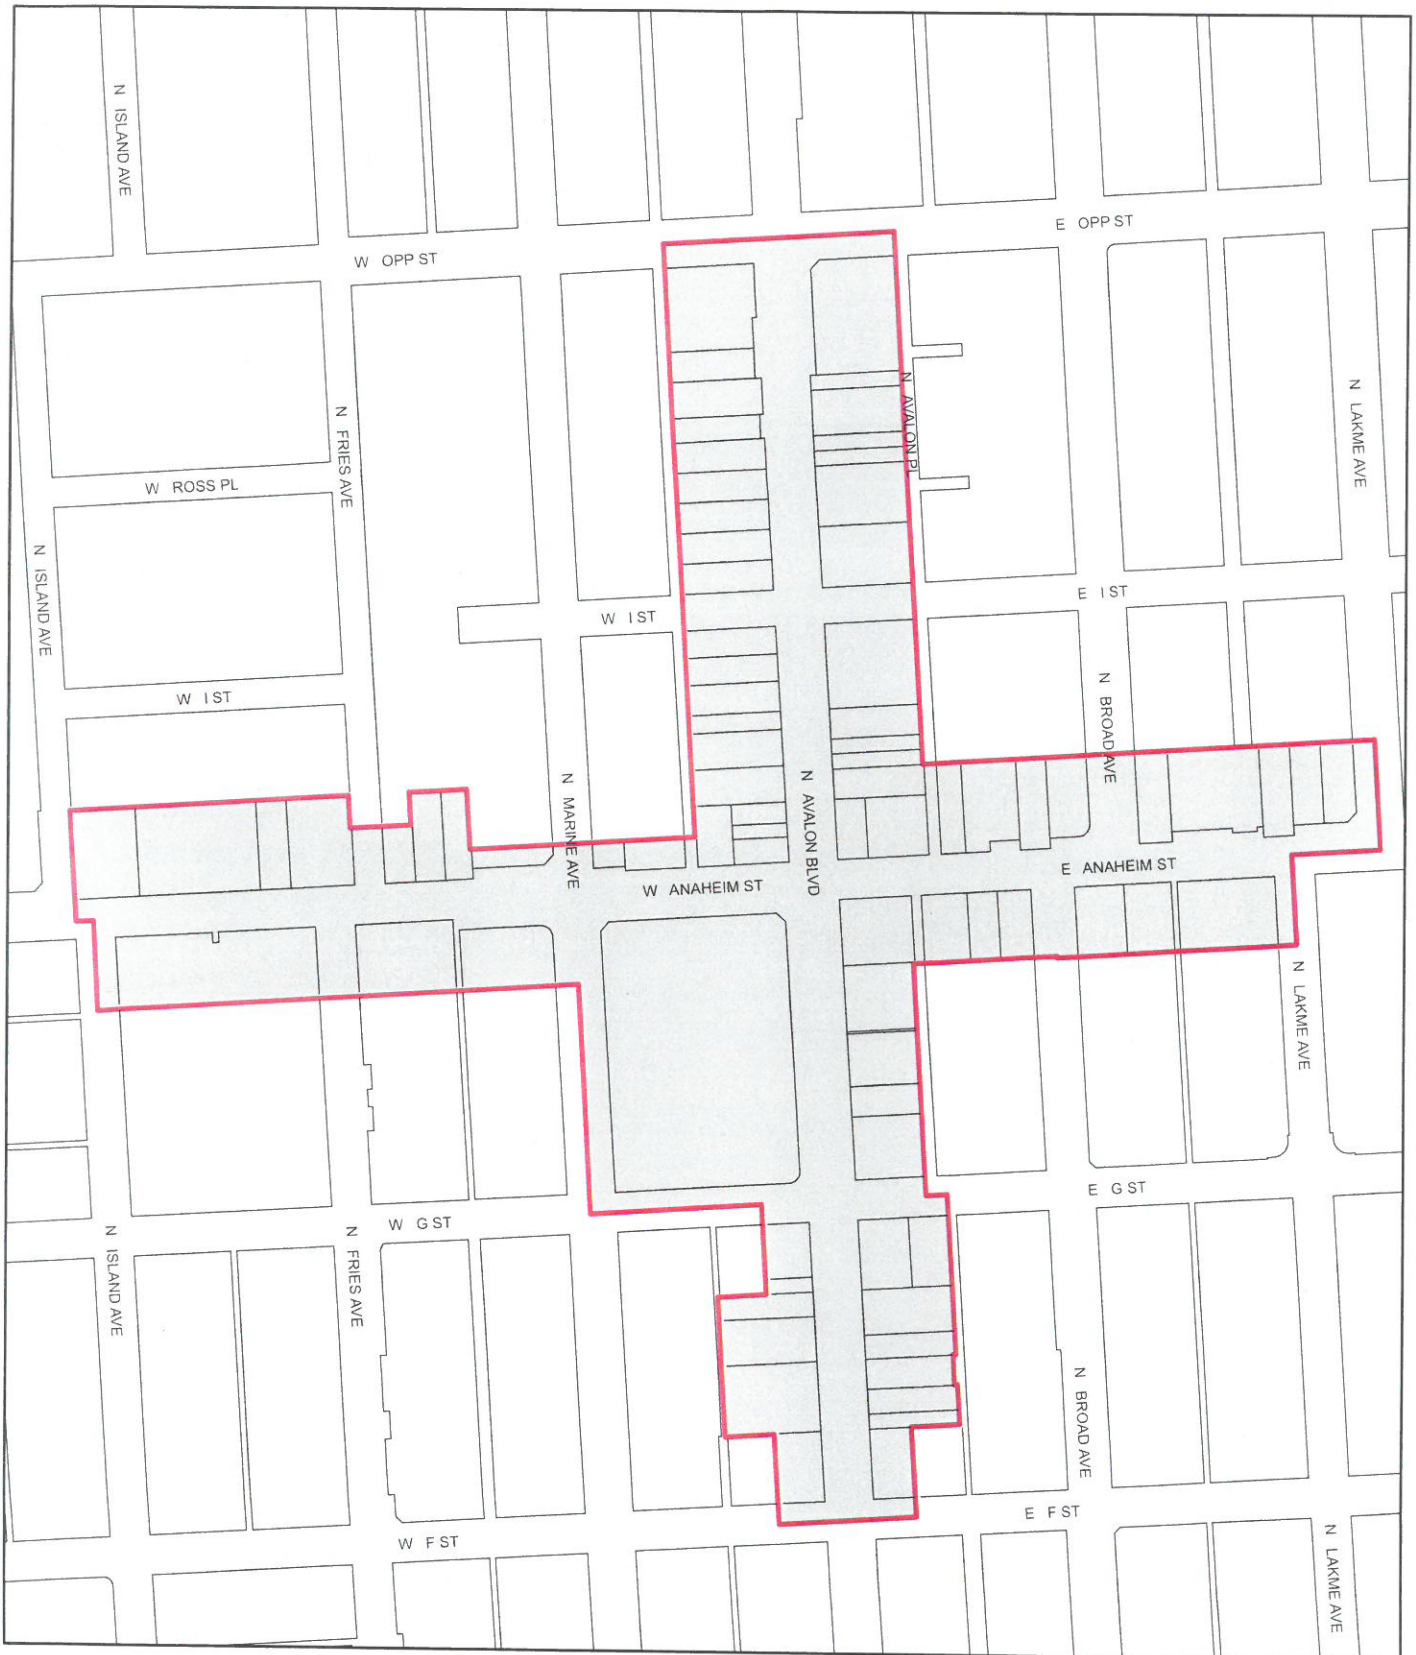 N ISLAND AVE
E OPP ST
W OPP ST
N FRIES AVE
N AVALON PL
N LAKME AVE
W ROSS PL
N ISLAND AVE
E I ST
W I ST
W I ST
N BROAD AVE
N MARINE AVE
N AVALON BLVD
E ANAHEIM ST
W ANAHEIM ST
N LAKME AVE
E G ST
W G ST
N ISLAND AVE
N FRIES AVE
N BROAD AVE
E F ST
W F ST
N LAKME AVE